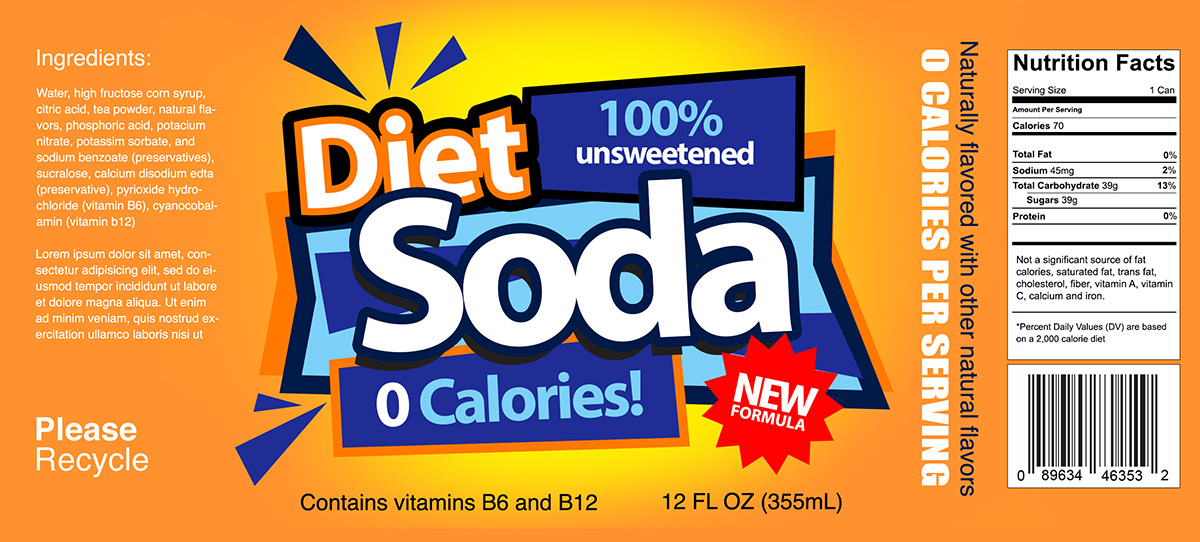 Ingredients:
Water, high fructose corn syrup,
citric acid, tea powder, natural fla-
vors, phosphoric acid, potacium
nitrate, potassim sorbate, and
sodium benzoate (preservatives),
sucralose, calcium disodium edta
(preservative), pyrioxide hydro-
chloride (vitamin B6), cyanocobal-
amin (vitamin b12)
Lorem ipsum dolor sit amet, con-
sectetur adipisicing elit, sed do ei-
usmod tempor incididunt ut labore
et dolore magna aliqua. Ut enim
ad minim veniam, quis nostrud ex-
ercitation ullamco laboris nisi ut
Please
Recycle
Diet
100%
unsweetened
Soda
0 Calories!
NEW
FORMULA
Contains vitamins B6 and B12
12 FL OZ (355mL)
Naturally flavored with other natural flavors
0 CALORIES PER SERVING
Nutrition Facts
Serving Size 1 Can
Amount Per Serving
Calories 70
Total Fat 0%
Sodium 45mg 2%
Total Carbohydrate 39g 13%
Sugars 39g
Protein 0%
Not a significant source of fat
calories, saturated fat, trans fat,
cholesterol, fiber, vitamin A, vitamin
C, calcium and iron.
*Percent Daily Values (DV) are based
on a 2,000 calorie diet
0 89634 46353 2